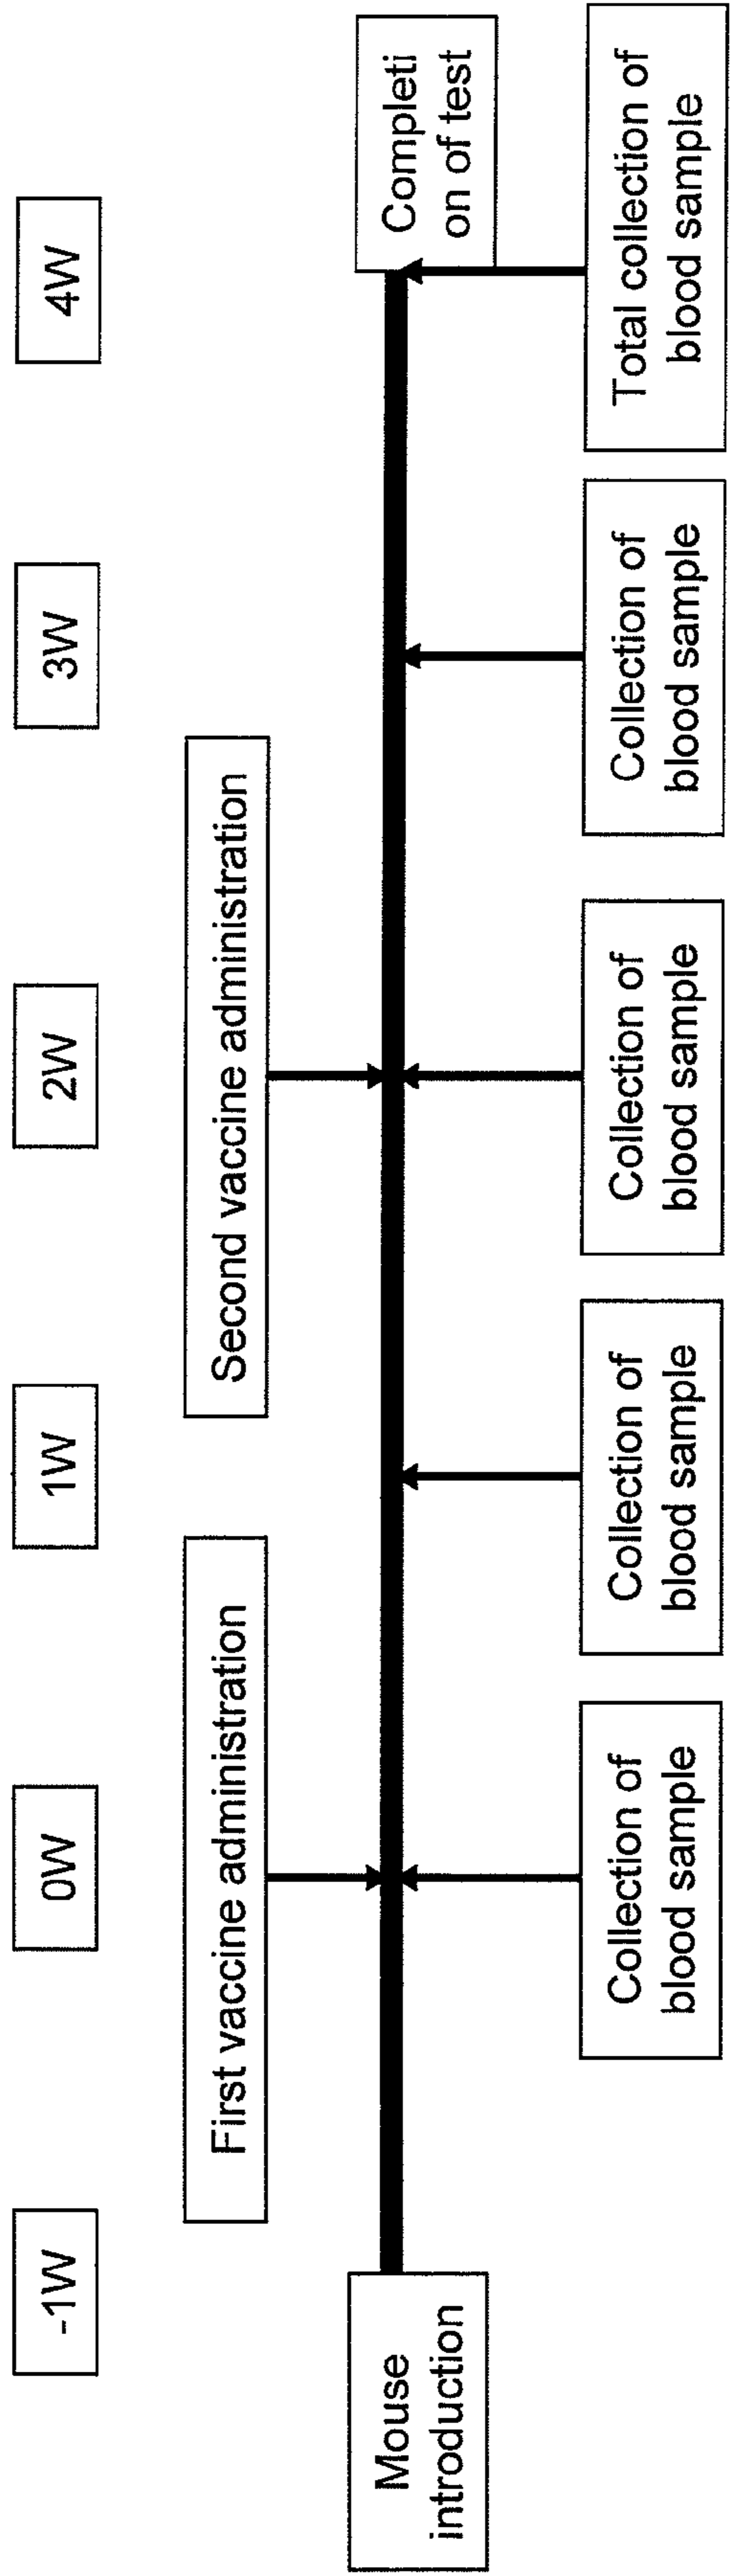 -1W
0W
1W
2W
3W
4W
First vaccine administration
Second vaccine administration
Mouse
introduction
Completi
on of test
Collection of
blood sample
Collection of
blood sample
Collection of
blood sample
Collection of
blood sample
Total collection of
blood sample